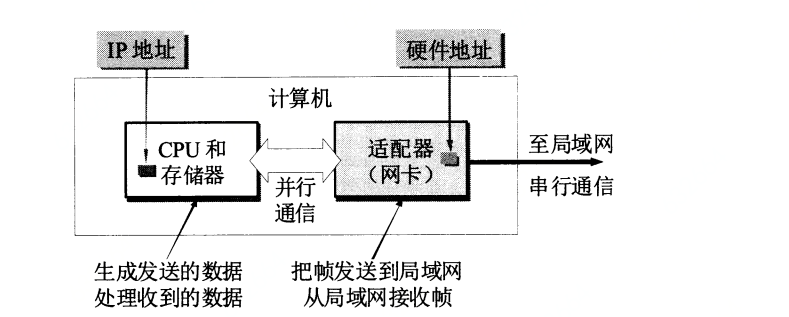 IP 地址
硬件地址
计算机
CPU 和
存储器
适配器
（网卡）
并行
通信
至局域网
串行通信
生成发送的数据
处理收到的数据
把帧发送到局域网
从局域网接收帧